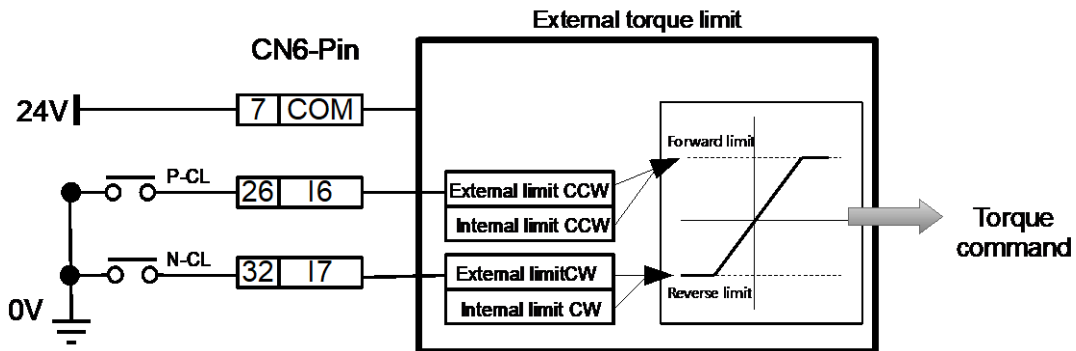 External torque limit
CN6-Pin
24V
7 COM
Forward limit
P-CL
26 I6
External limit CCW
Internal limit CCW
Torque
command
N-CL
32 I7
External limitCW
Internal limit CW
Reverse limit
0V